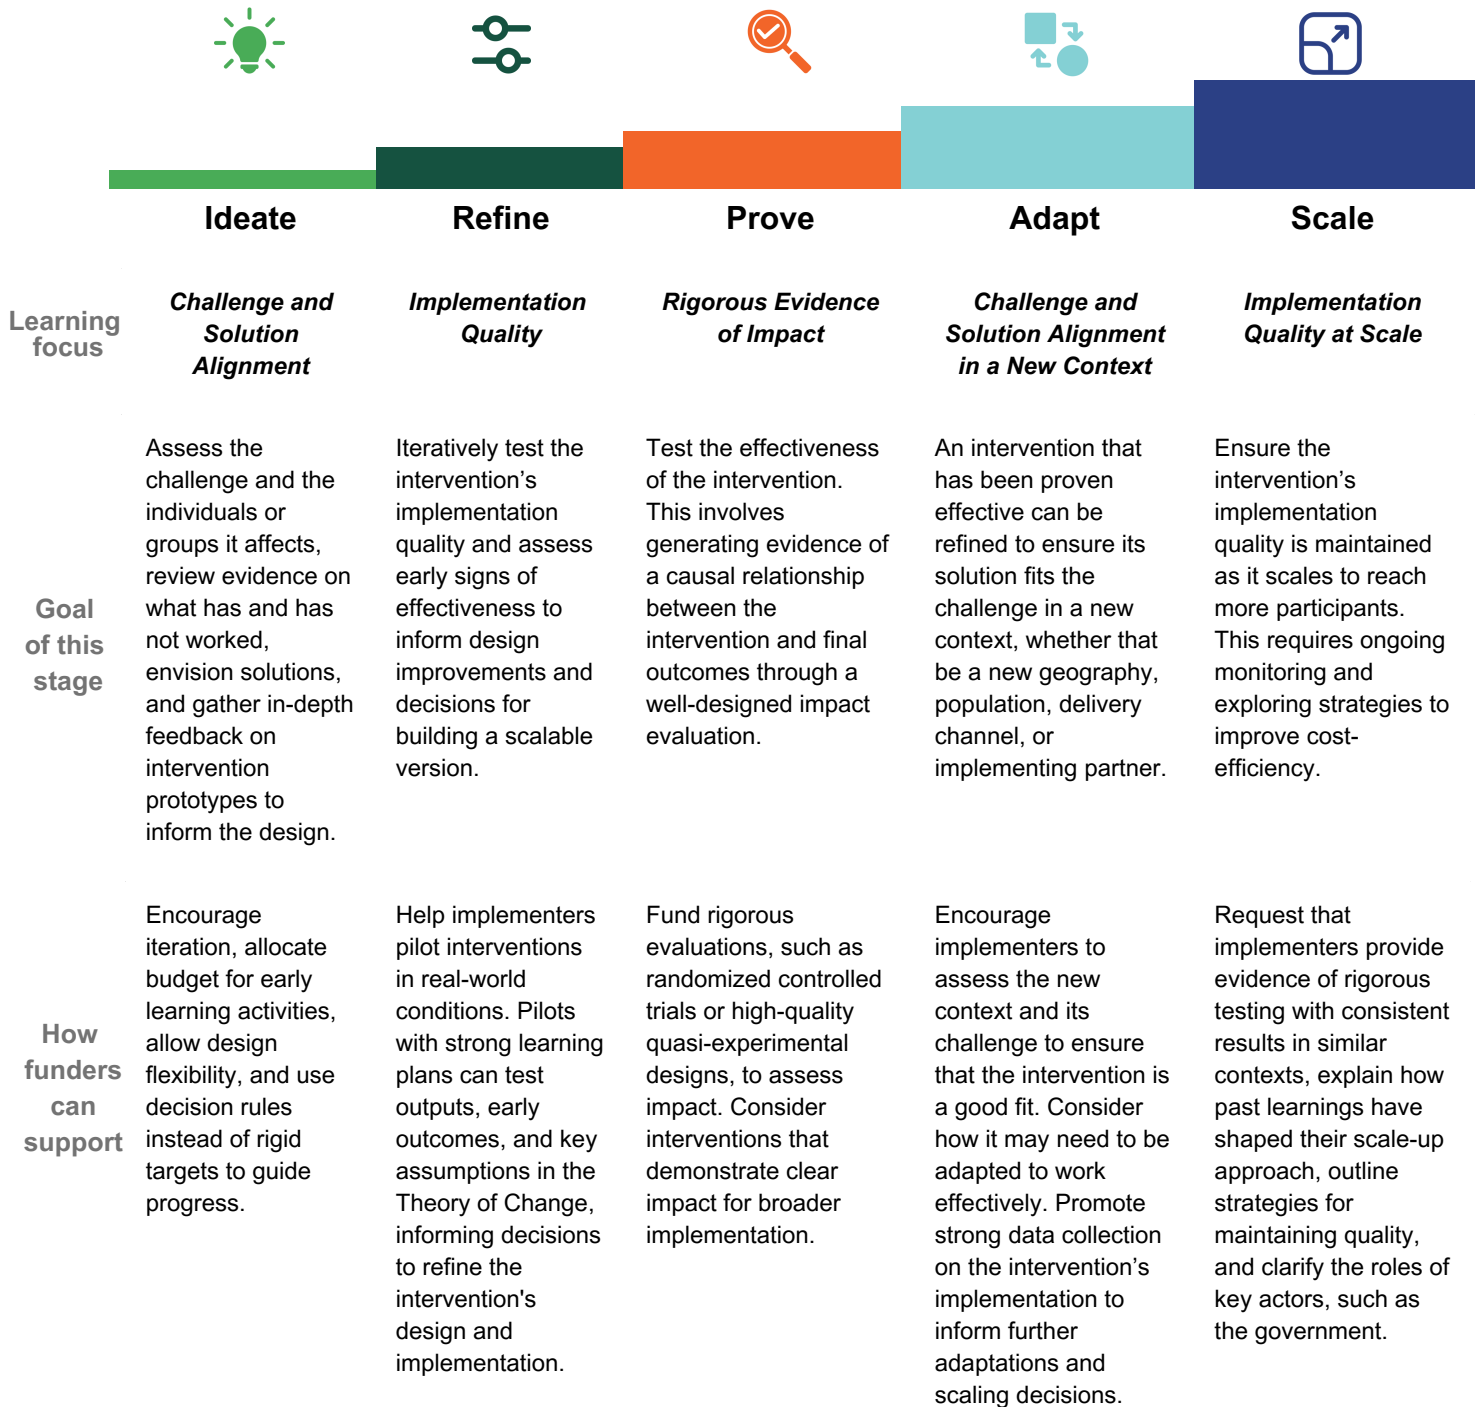 Ideate
Refine
Prove
Adapt
Scale
Learning
focus
Challenge and
Solution
Alignment
Implementation
Quality
Rigorous Evidence
of Impact
Challenge and
Solution Alignment
in a New Context
Implementation
Quality at Scale
Goal
of this
stage
Assess the
challenge and the
individuals or
groups it affects,
review evidence on
what has and has
not worked,
envision solutions,
and gather in-depth
feedback on
intervention
prototypes to
inform the design.
Iteratively test the
intervention’s
implementation
quality and assess
early signs of
effectiveness to
inform design
improvements and
decisions for
building a scalable
version.
Test the effectiveness
of the intervention.
This involves
generating evidence of
a causal relationship
between the
intervention and final
outcomes through a
well-designed impact
evaluation.
An intervention that
has been proven
effective can be
refined to ensure its
solution fits the
challenge in a new
context, whether that
be a new geography,
population, delivery
channel, or
implementing partner.
Ensure the
intervention’s
implementation
quality is maintained
as it scales to reach
more participants.
This requires ongoing
monitoring and
exploring strategies to
improve cost-
efficiency.
How
funders
can
support
Encourage
iteration, allocate
budget for early
learning activities,
allow design
flexibility, and use
decision rules
instead of rigid
targets to guide
progress.
Help implementers
pilot interventions
in real-world
conditions. Pilots
with strong learning
plans can test
outputs, early
outcomes, and key
assumptions in the
Theory of Change,
informing decisions
to refine the
intervention's
design and
implementation.
Fund rigorous
evaluations, such as
randomized controlled
trials or high-quality
quasi-experimental
designs, to assess
impact. Consider
interventions that
demonstrate clear
impact for broader
implementation.
Encourage
implementers to
assess the new
context and its
challenge to ensure
that the intervention is
a good fit. Consider
how it may need to be
adapted to work
effectively. Promote
strong data collection
on the intervention’s
implementation to
inform further
adaptations and
scaling decisions.
Request that
implementers provide
evidence of rigorous
testing with consistent
results in similar
contexts, explain how
past learnings have
shaped their scale-up
approach, outline
strategies for
maintaining quality,
and clarify the roles of
key actors, such as
the government.